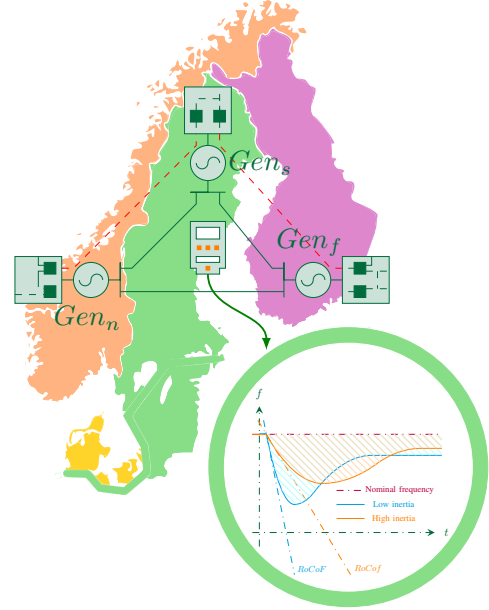 Gen_s
Gen_f
Gen_n
f
Nominal frequency
Low inertia
High inertia
t
RoCoF
RoCof